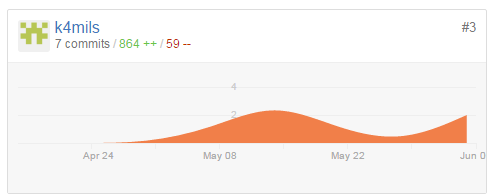 k4mils #3
7 commits / 864 ++ / 59 --
4
2
Apr 24 May 08 May 22 Jun 0